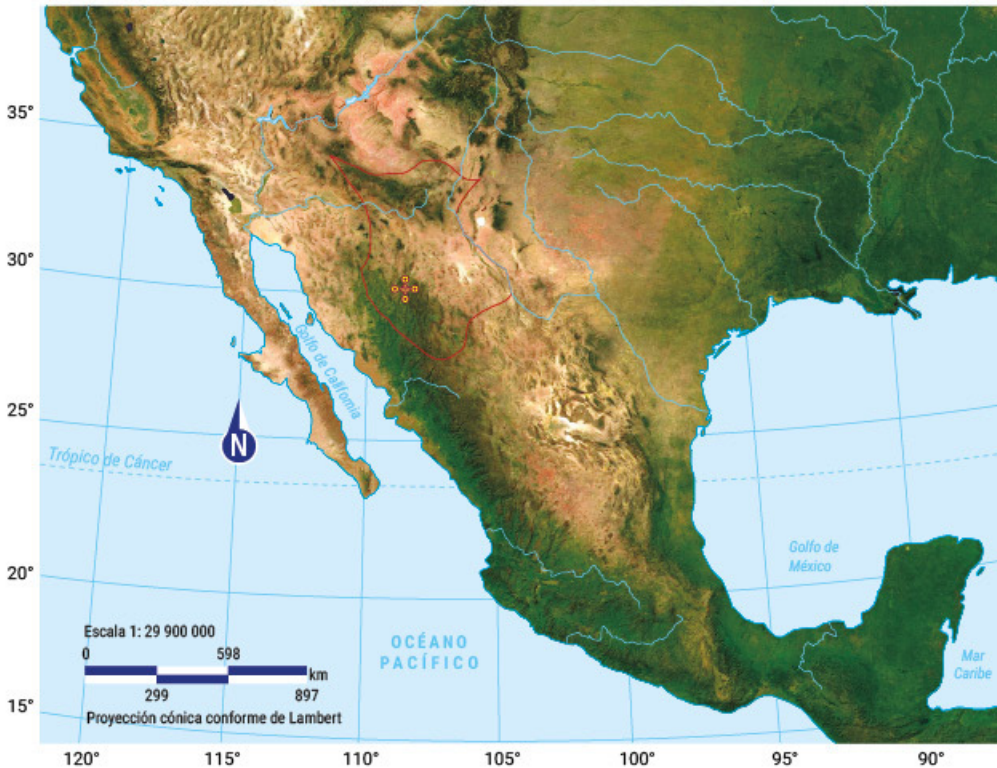 35°
30°
Golfo de California
25°
N
Trópico de Cáncer
Golfo de
México
20°
Escala 1: 29 900 000
0 598
km
299 897
Proyección cónica conforme de Lambert
OCÉANO
PACÍFICO
Mar
Caribe
15°
120° 115° 110° 105° 100° 95° 90°